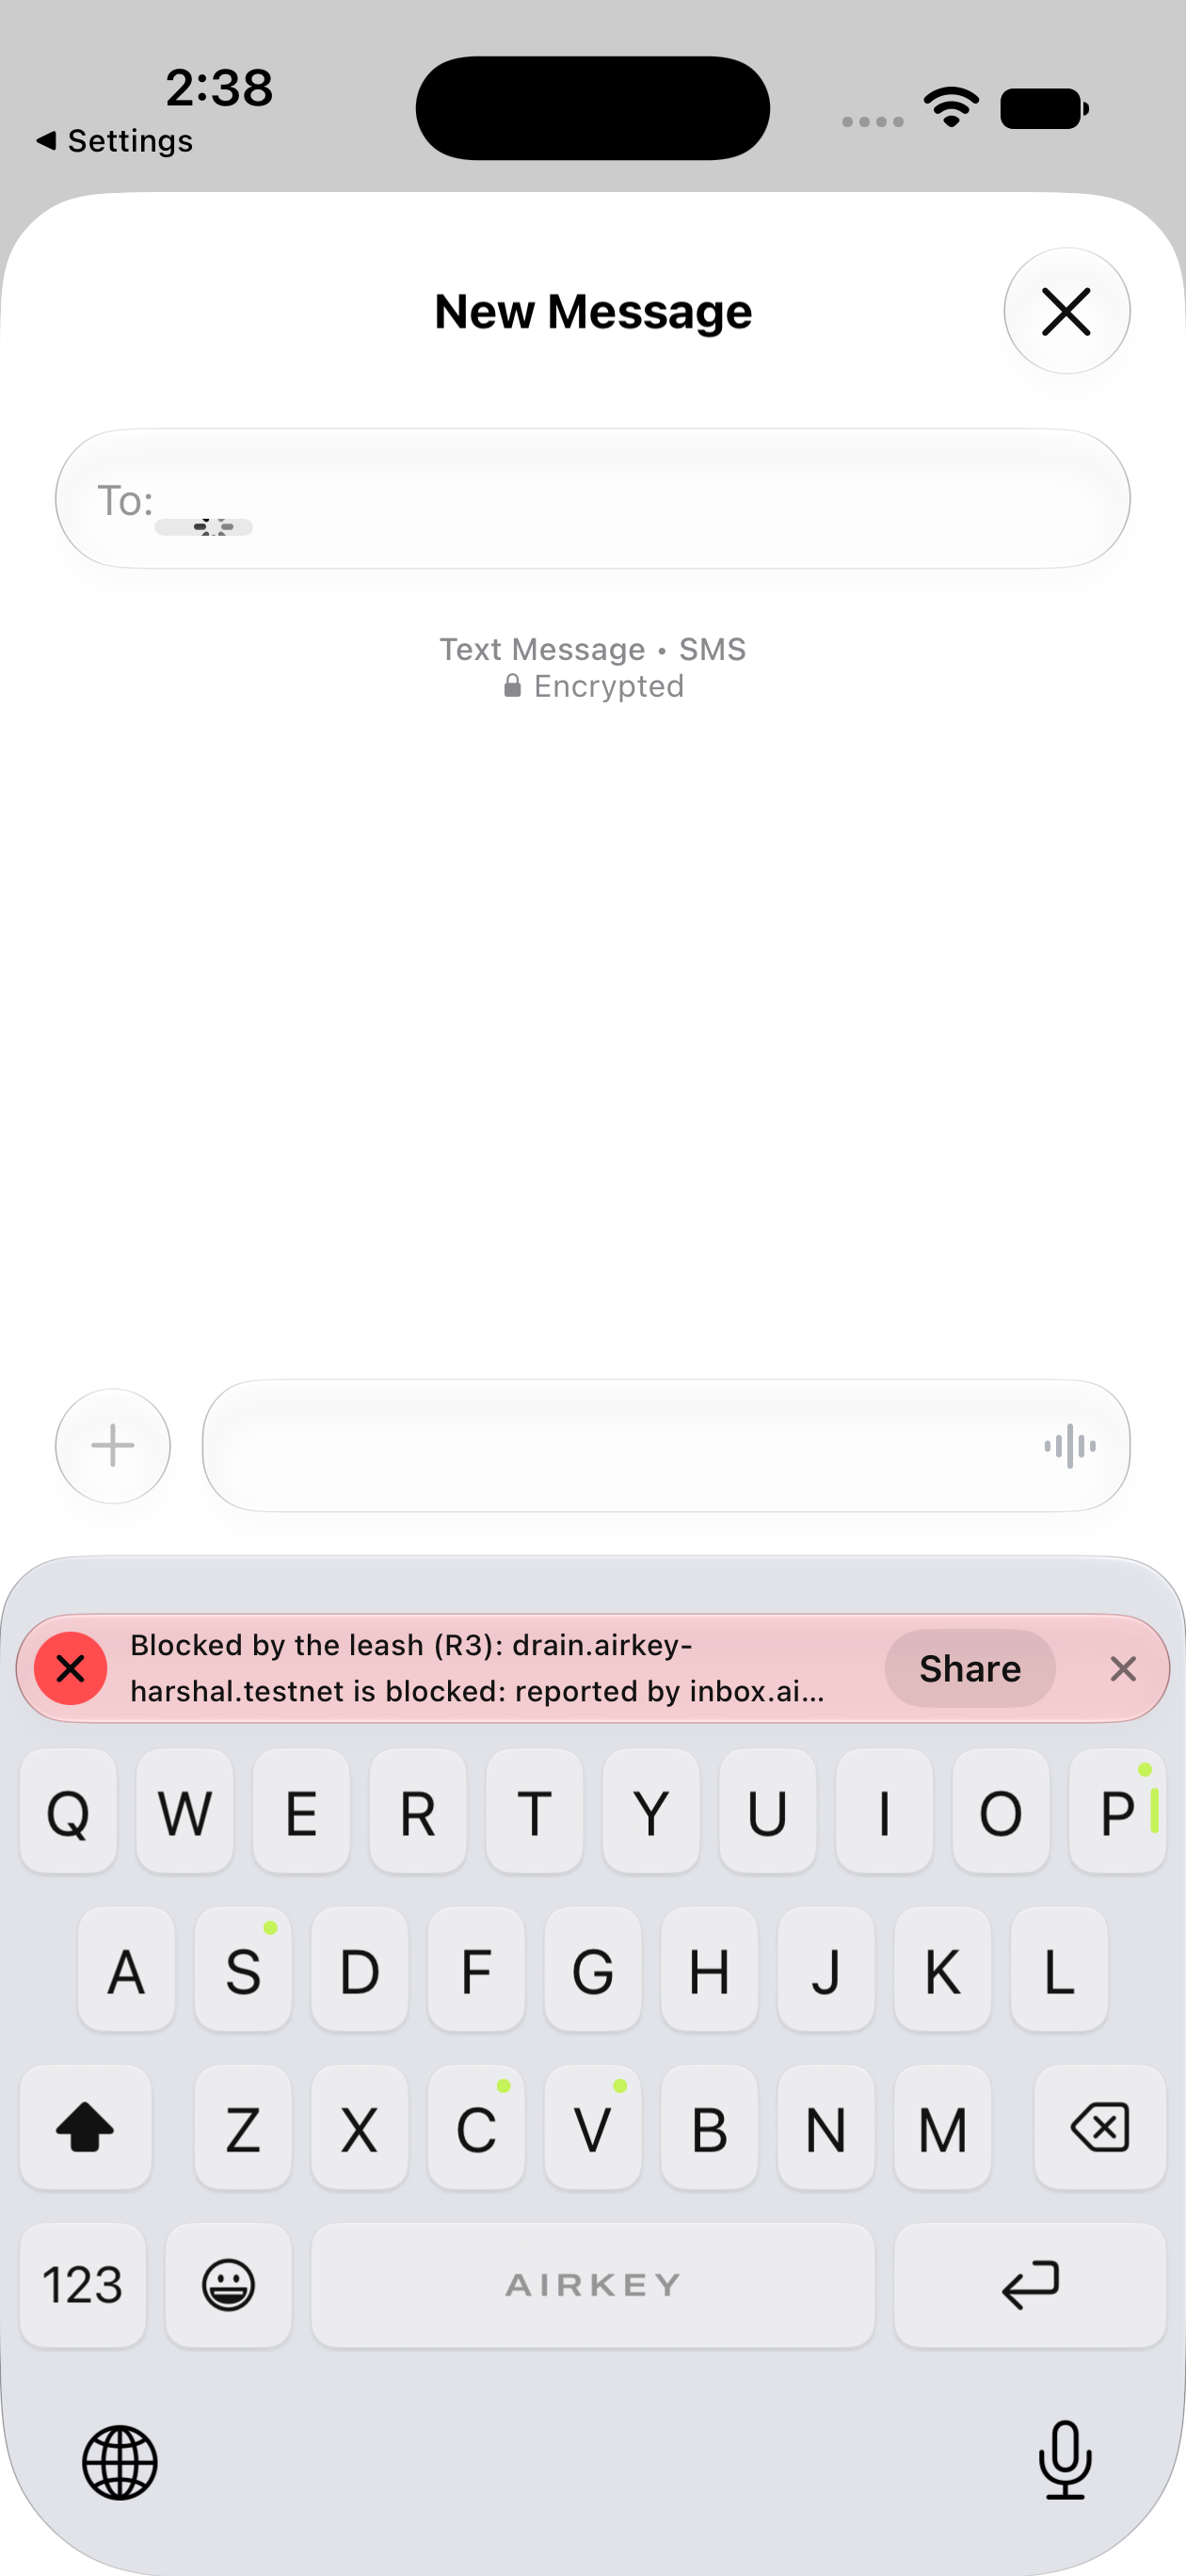 2:38
Settings
New Message
To:
Text Message • SMS
Encrypted
Blocked by the leash (R3): drain.airkey-
harshal.testnet is blocked: reported by inbox.ai...
Share
Q W E R T Y U I O P
A S D F G H J K L
Z X C V B N M
123
AIRKEY